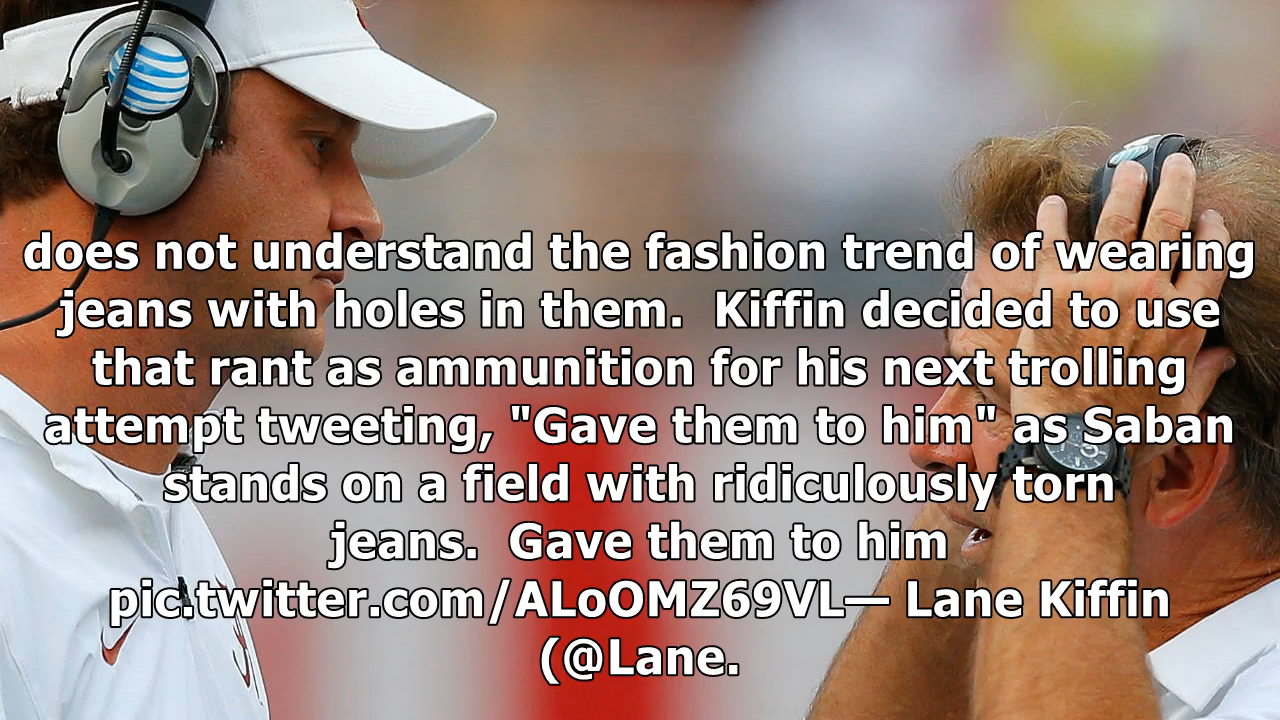 does not understand the fashion trend of wearing
jeans with holes in them.  Kiffin decided to use
that rant as ammunition for his next trolling
attempt tweeting, "Gave them to him" as Saban
stands on a field with ridiculously torn
jeans.  Gave them to him
pic.twitter.com/ALoOMZ69VL— Lane Kiffin
(@Lane.